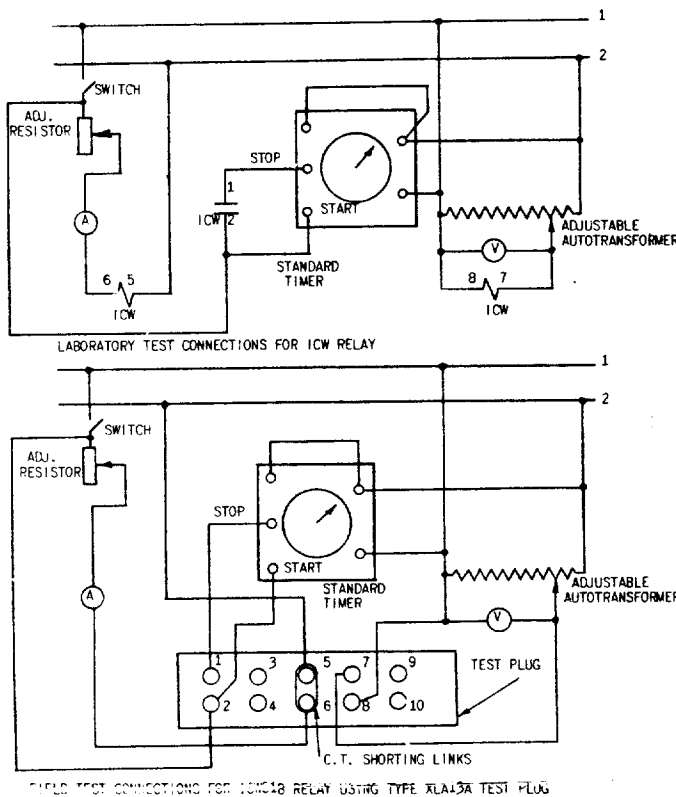 1
2
SWITCH
ADJ.
RESISTOR
STOP
1
ICW 2
START
A
6 5
ICW
STANDARD
TIMER
ADJUSTABLE
AUTOTRANSFORMER
V
8 7
ICW
LABORATORY TEST CONNECTIONS FOR ICW RELAY
1
2
SWITCH
ADJ.
RESISTOR
STOP
START
STANDARD
TIMER
ADJUSTABLE
AUTOTRANSFORMER
A
V
1 3 5 7 9
2 4 6 8 10
TEST PLUG
C.T. SHORTING LINKS
FIELD TEST CONNECTIONS FOR RELAY USING TYPE XLA13A TEST PLUG